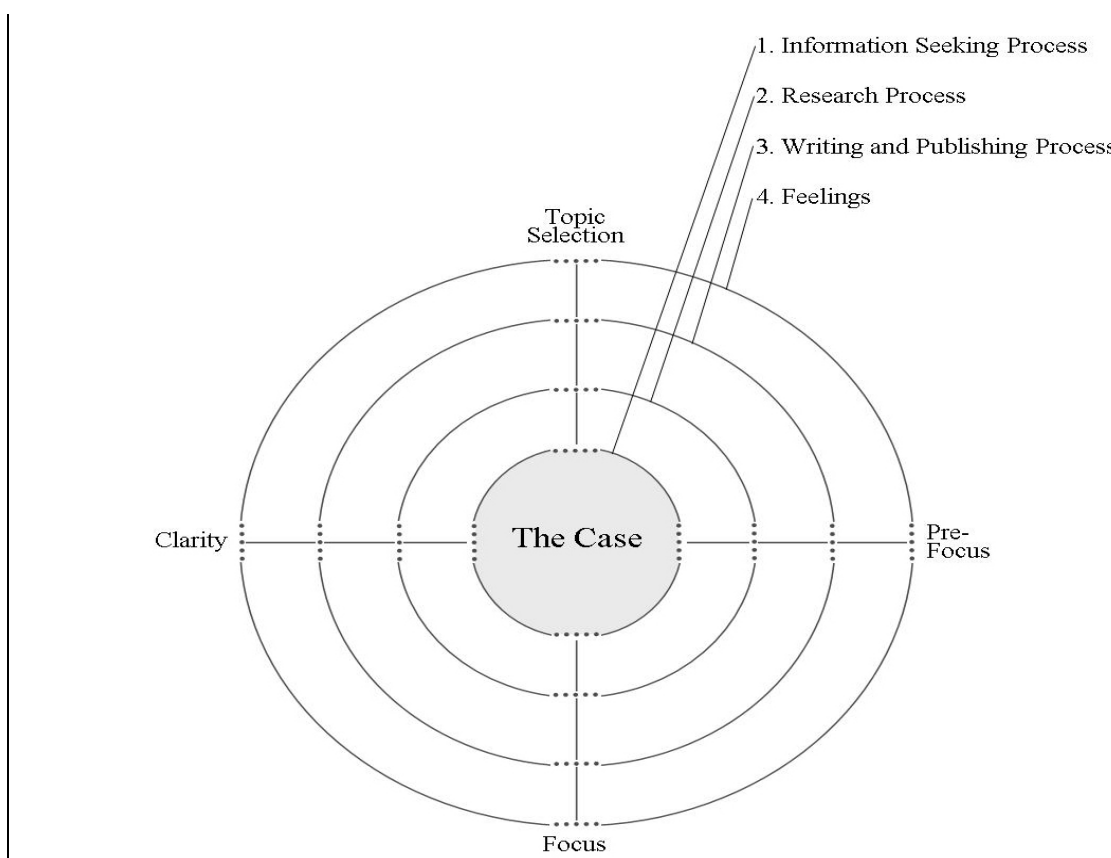 1. Information Seeking Process
2. Research Process
3. Writing and Publishing Process
4. Feelings
Topic
Selection
Clarity
The Case
Pre-
Focus
Focus